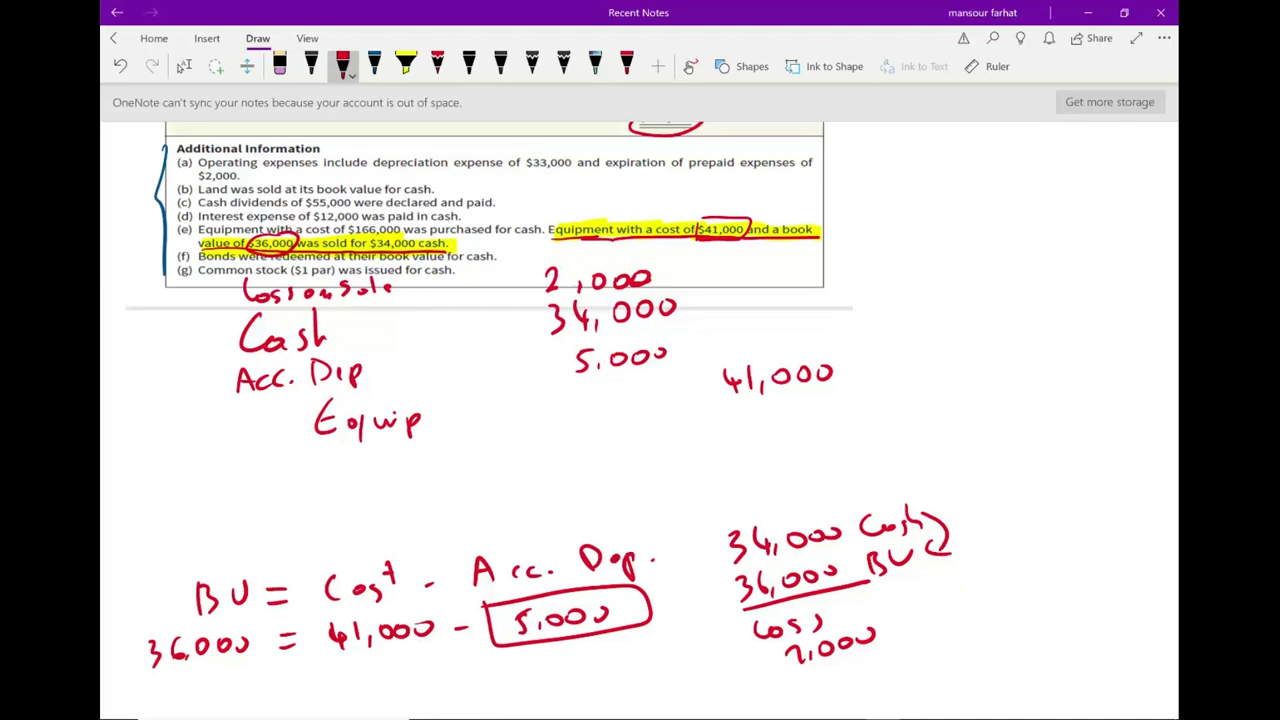 Recent Notes
mansour farhat
Home Insert Draw View
Share
Shapes Ink to Shape Ink to Text Ruler
OneNote can't sync your notes because your account is out of space.
Get more storage
Additional Information
(a) Operating expenses include depreciation expense of $33,000 and expiration of prepaid expenses of
$2,000.
(b) Land was sold at its book value for cash.
(c) Cash dividends of $55,000 were declared and paid.
(d) Interest expense of $12,000 was paid in cash.
(e) Equipment with a cost of $166,000 was purchased for cash. Equipment with a cost of $41,000 and a book
value of $36,000 was sold for $34,000 cash.
(f) Bonds were redeemed at their book value for cash.
(g) Common stock ($1 par) was issued for cash.
Loss on sale 2,000
Cash 34,000
Acc. Dep 5,000
Equip 41,000
BV = Cost - Acc. Dep.
36,000 = 41,000 - 5,000
34,000 Cash
36,000 BV
Loss
2,000